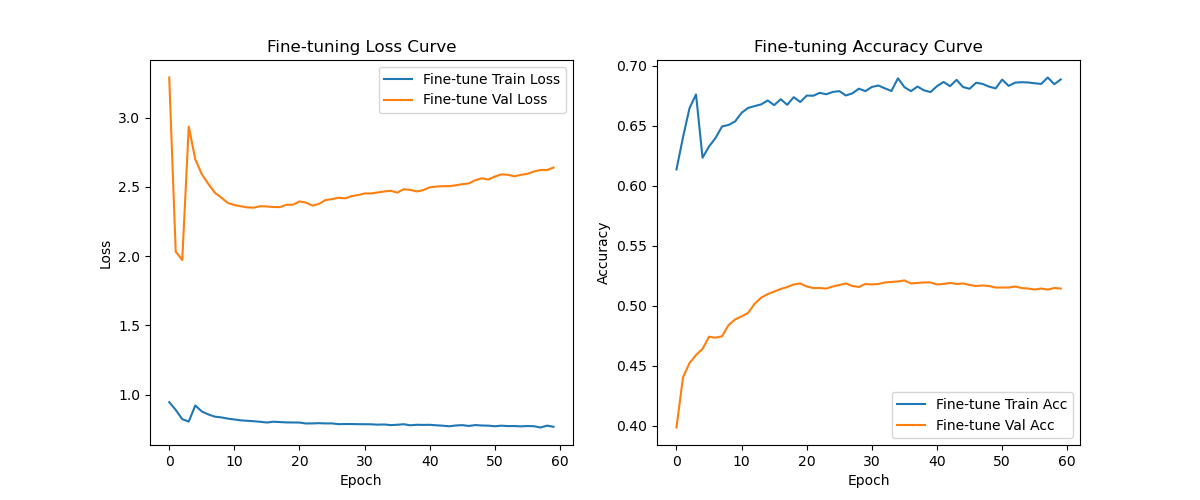 Fine-tuning Loss Curve
Fine-tune Train Loss
Fine-tune Val Loss
3.0
2.5
2.0
1.5
1.0
Loss
0
10
20
30
40
50
60
Epoch
Fine-tuning Accuracy Curve
0.70
0.65
0.60
0.55
0.50
0.45
0.40
Accuracy
Fine-tune Train Acc
Fine-tune Val Acc
0
10
20
30
40
50
60
Epoch